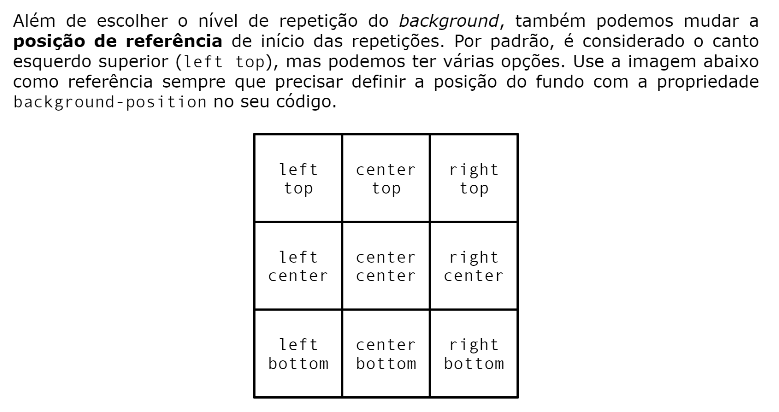 Além de escolher o nível de repetição do background, também podemos mudar a
posição de referência de início das repetições. Por padrão, é considerado o canto
esquerdo superior (left top), mas podemos ter várias opções. Use a imagem abaixo
como referência sempre que precisar definir a posição do fundo com a propriedade
background-position no seu código.
left top
center top
right top
left center
center center
right center
left bottom
center bottom
right bottom